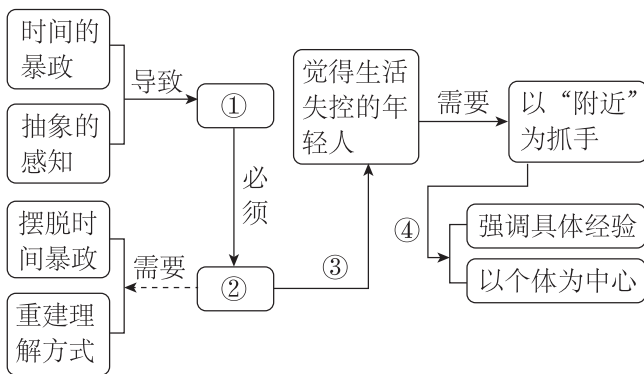 时间的
暴政
抽象的
感知
导致
①
必
须
摆脱时
间暴政
重建理
解方式
需要
②
③
觉得生活
失控的年
轻人
需要
以“附近”
为抓手
④
强调具体经验
以个体为中心